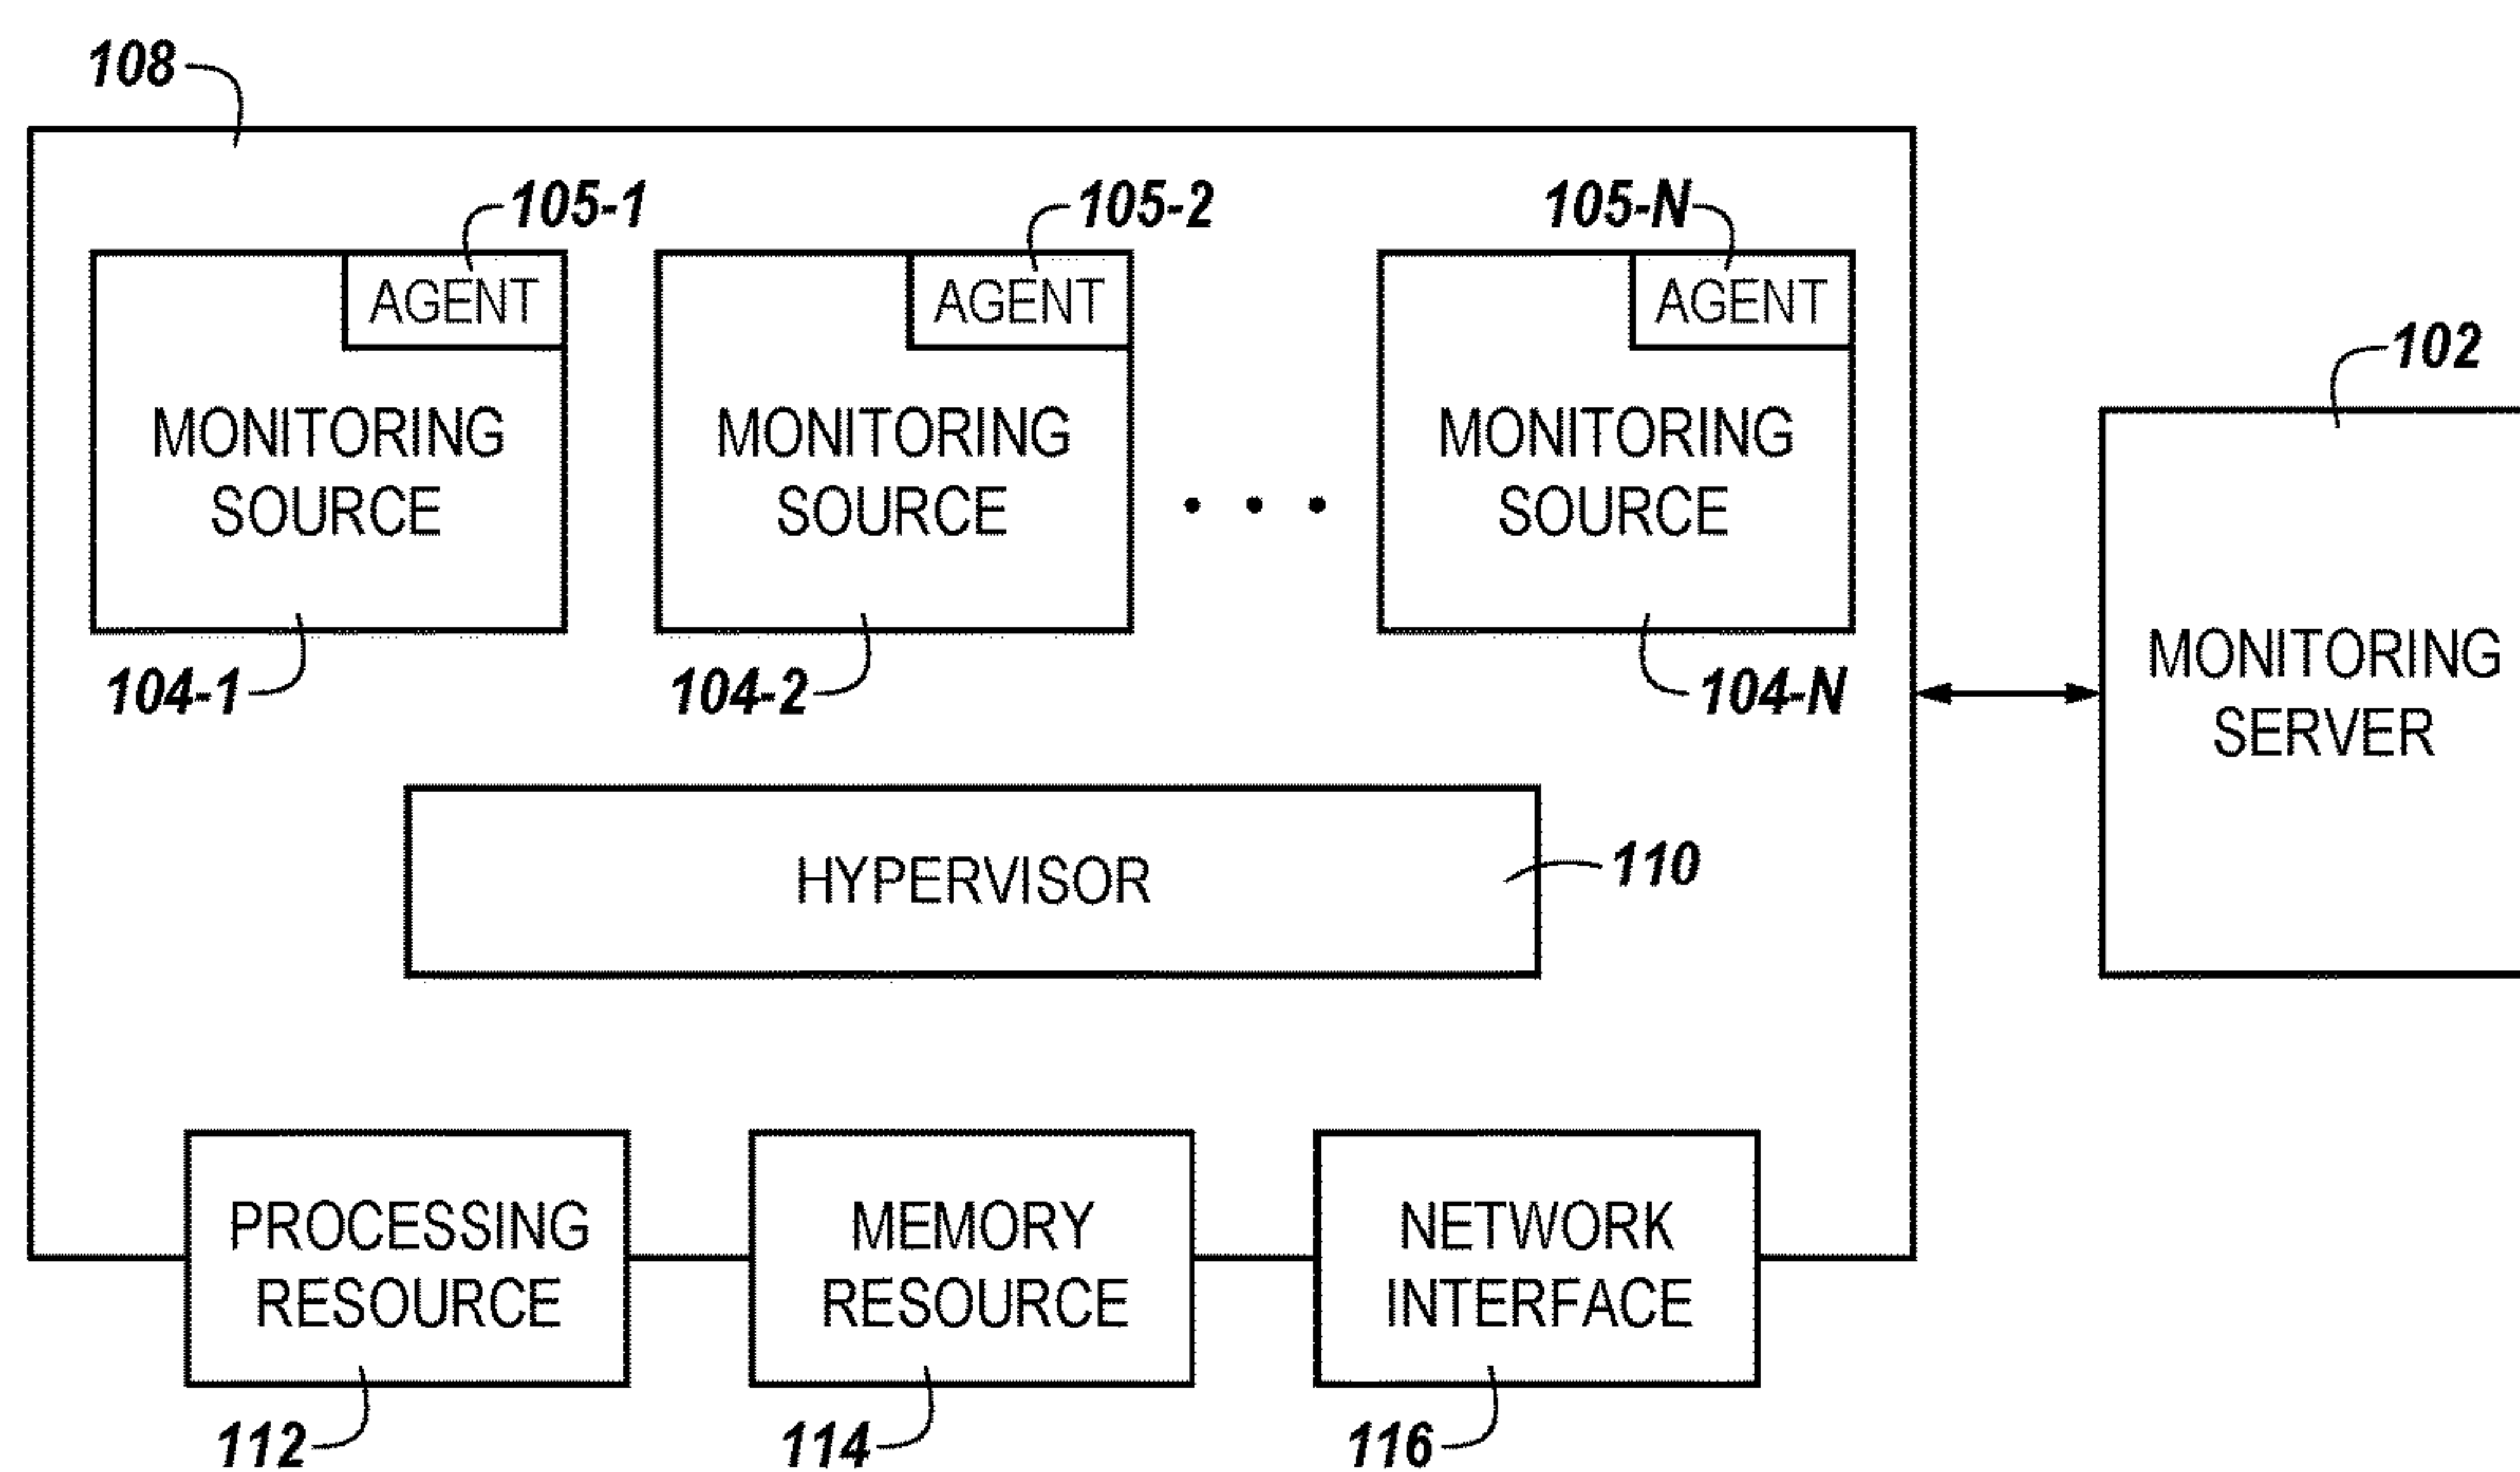 108
105-1
105-2
105-N
AGENT
AGENT
AGENT
102
MONITORING
SOURCE
MONITORING
SOURCE
MONITORING
SOURCE
104-1
104-2
104-N
MONITORING
SERVER
HYPERVISOR
110
PROCESSING
RESOURCE
MEMORY
RESOURCE
NETWORK
INTERFACE
112
114
116